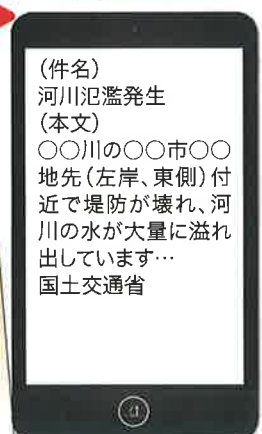 (件名)
河川氾濫発生
(本文)
○○川の○○市○○
地先(左岸、東側)付
近で堤防が壊れ、河
川の水が大量に溢れ
出しています…
国土交通省